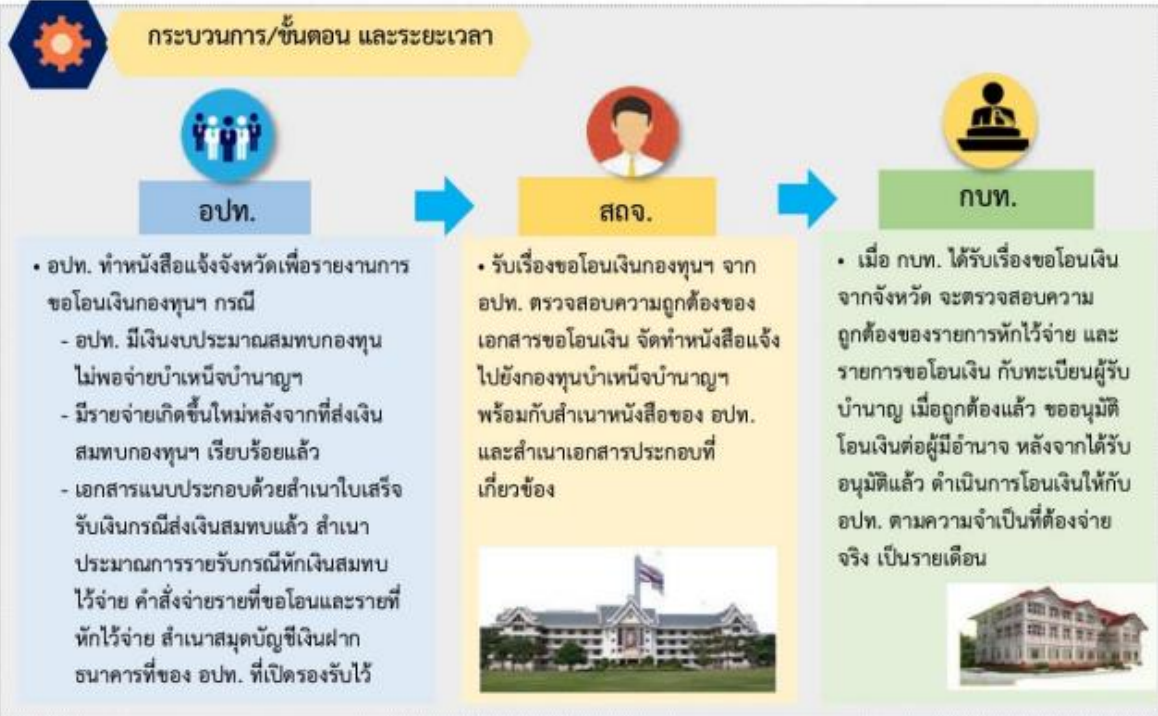 กระบวนการ/ขั้นตอน และระยะเวลา
อปท.
• อปท. ทำหนังสือแจ้งจังหวัดเพื่อรายงานการ
ขอโอนเงินกองทุนฯ กรณี
- อปท. มีเงินงบประมาณสมทบกองทุน
ไม่พอจ่ายบำเหน็จบำนาญฯ
- มีรายจ่ายเกิดขึ้นใหม่หลังจากที่ส่งเงิน
สมทบกองทุนฯ เรียบร้อยแล้ว
- เอกสารแนบประกอบด้วยสำเนาใบเสร็จ
รับเงินกรณีส่งเงินสมทบแล้ว สำเนา
ประมาณการรายรับกรณีหักเงินสมทบ
ไว้จ่าย คำสั่งจ่ายรายที่ขอโอนและรายที่
หักไว้จ่าย สำเนาสมุดบัญชีเงินฝาก
ธนาคารที่ของ อปท. ที่เปิดรองรับไว้
สถจ.
• รับเรื่องขอโอนเงินกองทุนฯ จาก
อปท. ตรวจสอบความถูกต้องของ
เอกสารขอโอนเงิน จัดทำหนังสือแจ้ง
ไปยังกองทุนบำเหน็จบำนาญฯ
พร้อมกับสำเนาหนังสือของ อปท.
และสำเนาเอกสารประกอบที่
เกี่ยวข้อง
กบท.
• เมื่อ กบท. ได้รับเรื่องขอโอนเงิน
จากจังหวัด จะตรวจสอบความ
ถูกต้องของรายการหักไว้จ่าย และ
รายการขอโอนเงิน กับทะเบียนผู้รับ
บำนาญ เมื่อถูกต้องแล้ว ขออนุมัติ
โอนเงินต่อผู้มีอำนาจ หลังจากได้รับ
อนุมัติแล้ว ดำเนินการโอนเงินให้กับ
อปท. ตามความจำเป็นที่ต้องจ่าย
จริง เป็นรายเดือน